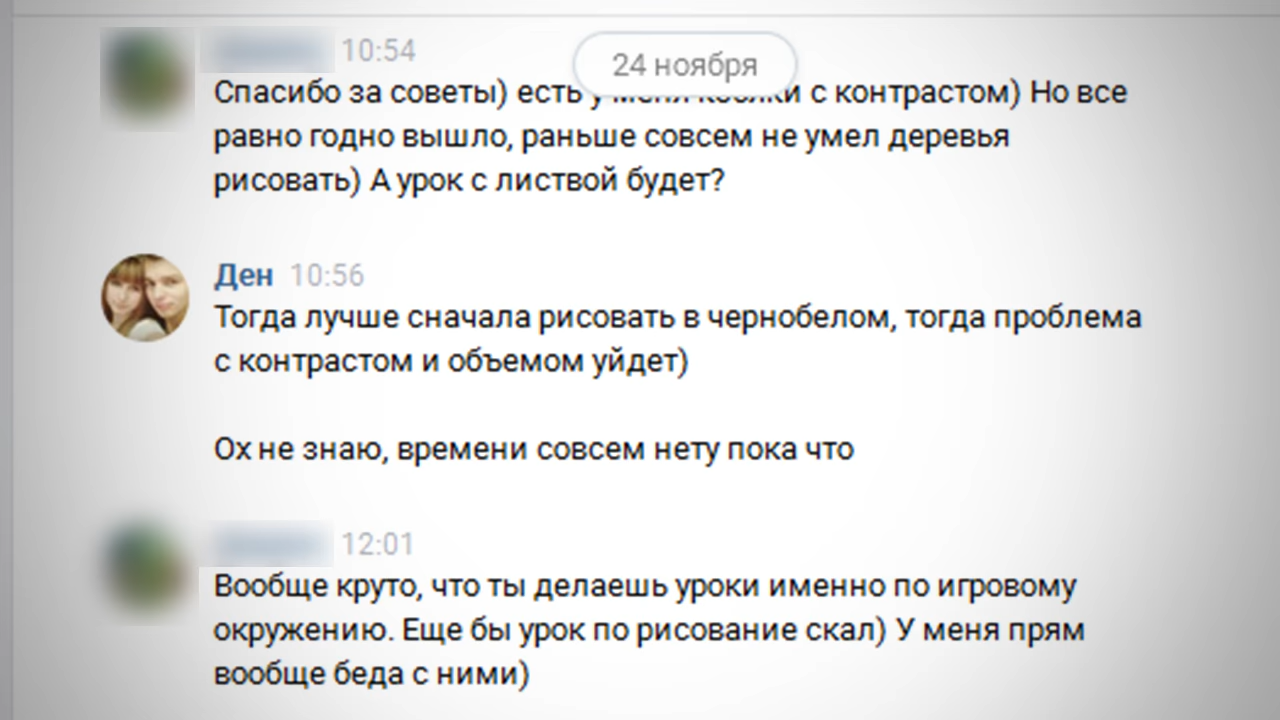 10:54
24 ноября
Спасибо за советы) есть у меня с контрастом) Но все
равно годно вышло, раньше совсем не умел деревья
рисовать) А урок с листвой будет?
Ден 10:56
Тогда лучше сначала рисовать в чернобелом, тогда проблема
с контрастом и объемом уйдет)
Ох не знаю, времени совсем нету пока что
12:01
Вообще круто, что ты делаешь уроки именно по игровому
окружению. Еще бы урок по рисование скал) У меня прям
вообще беда с ними)